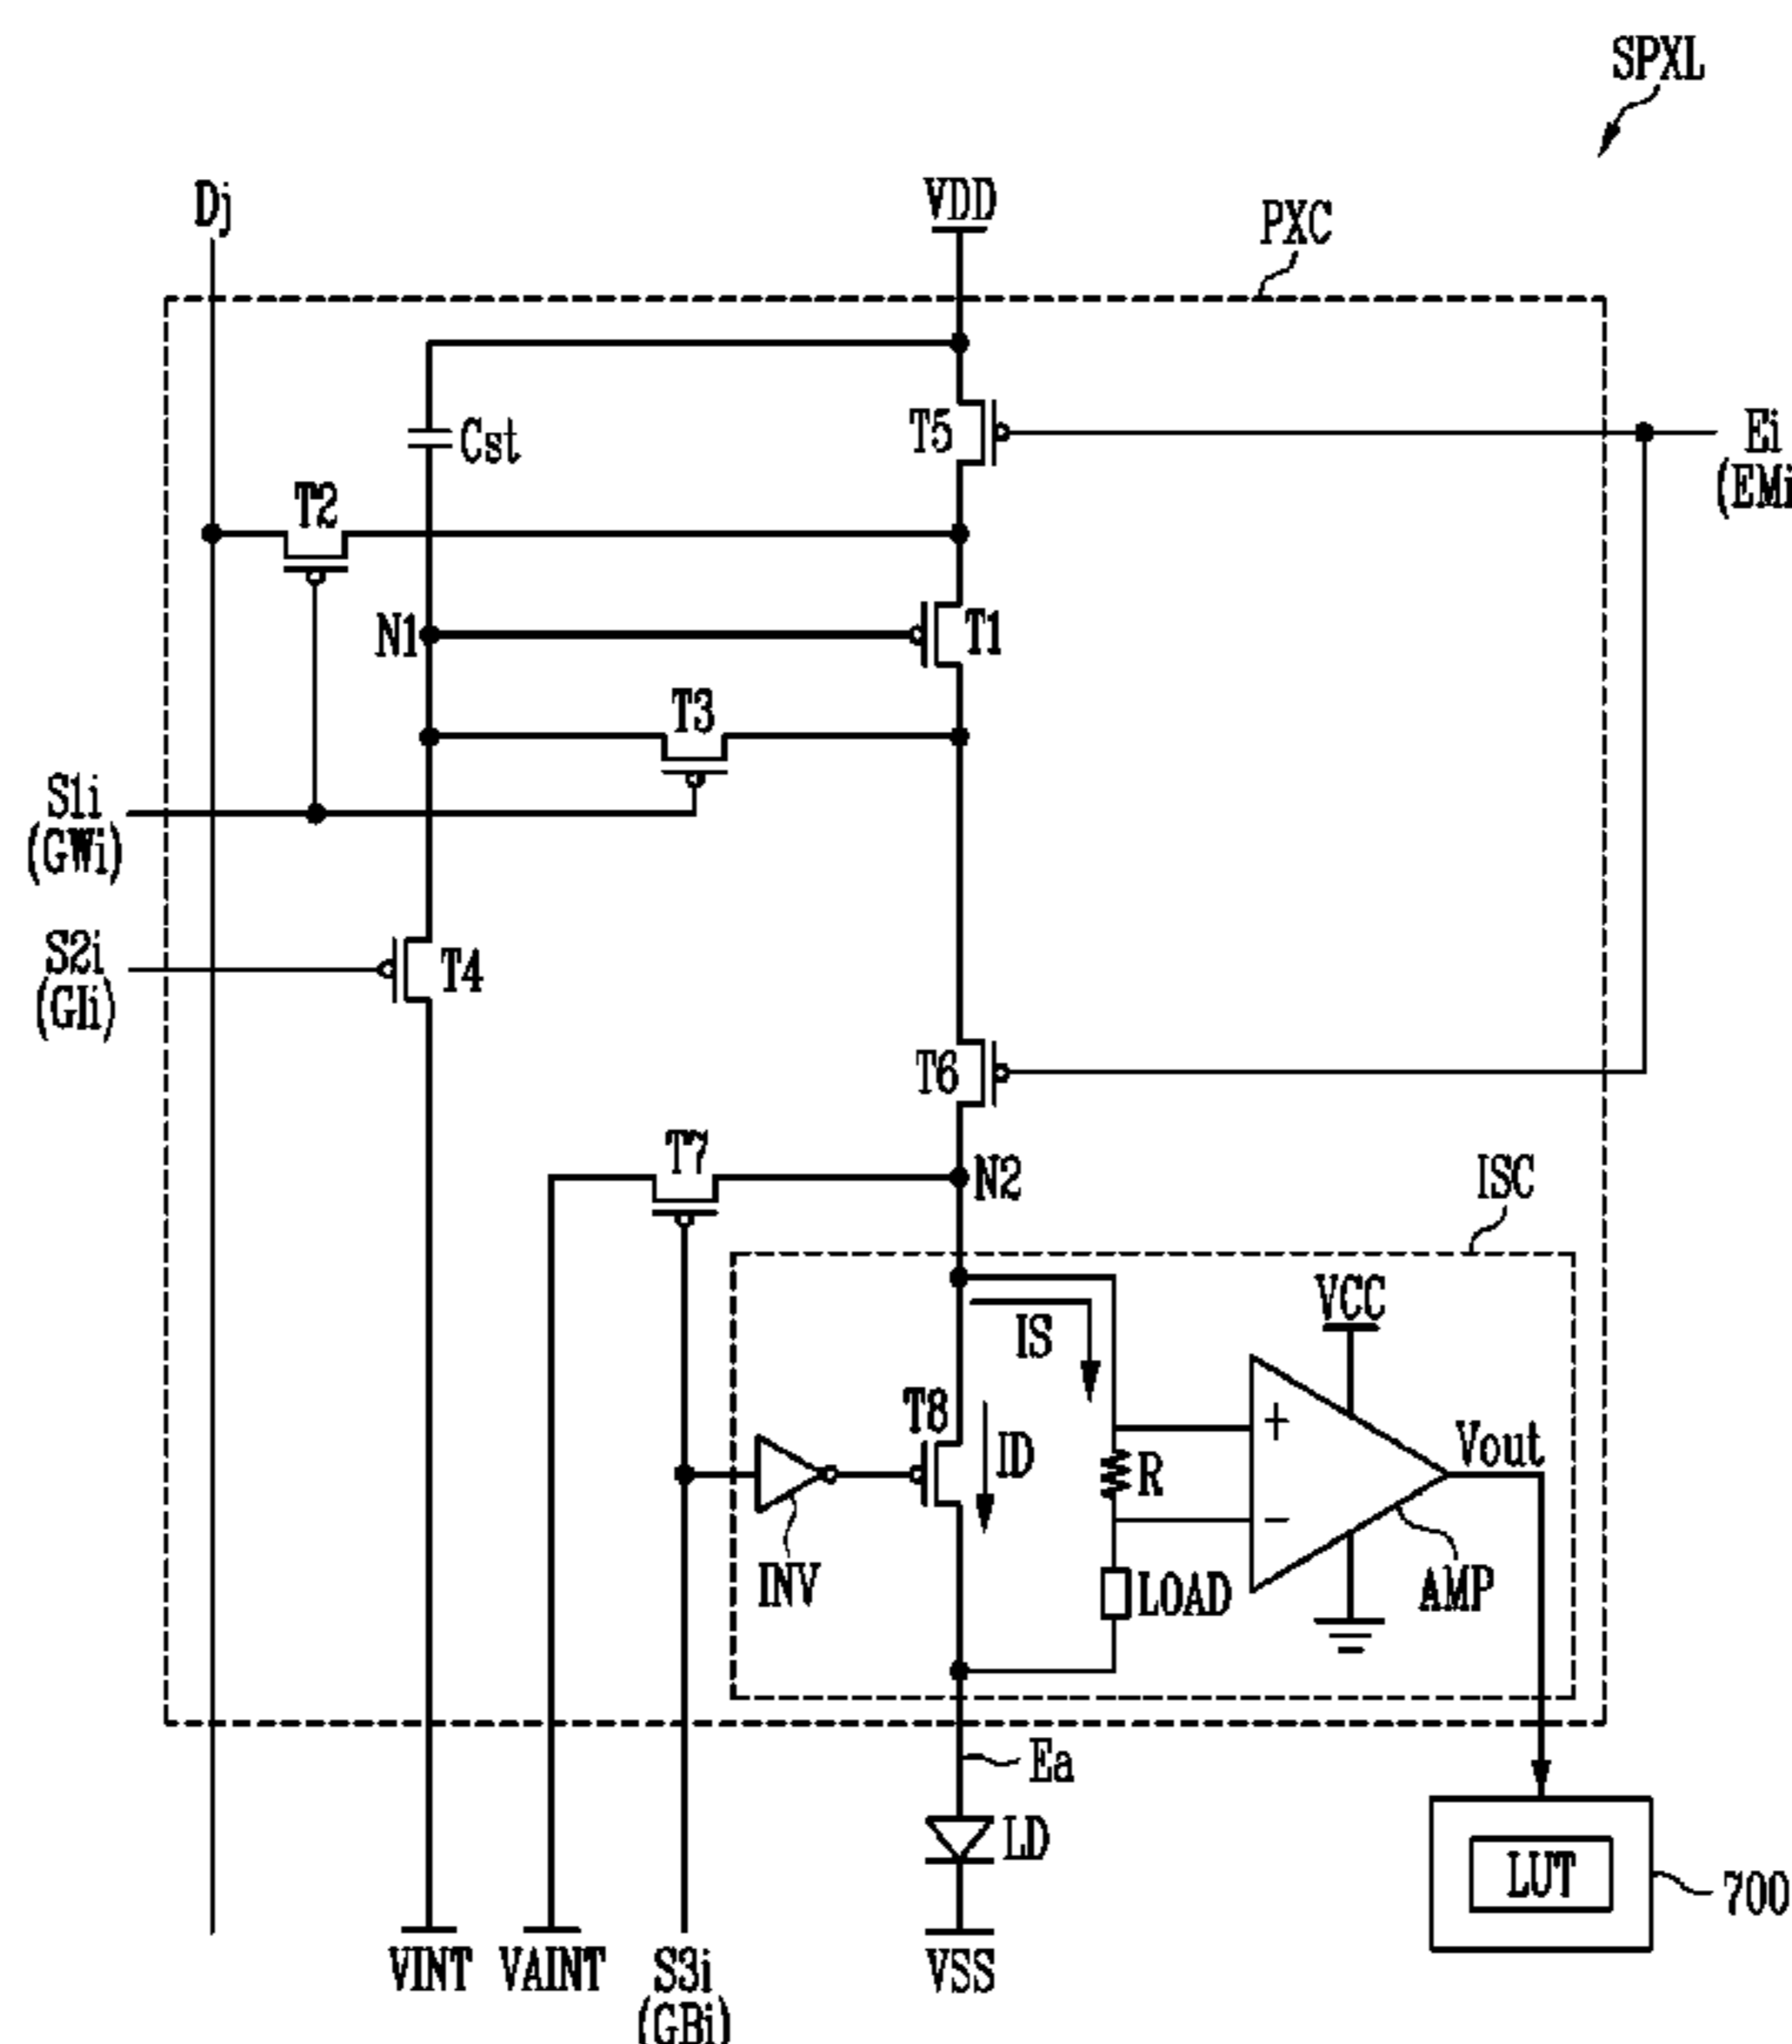 SPXL
Dj
VDD
PXC
T5
Ei
(EMi
Cst
T2
N1
T1
T3
S1i
(GWi)
S2i
(GIi)
T4
T6
T7
N2
ISC
VCC
IS
T8
ID
R
+
−
Vout
INV
LOAD
AMP
Ea
LD
LUT
700
VINT
VAINT
S3i
(GBi)
VSS